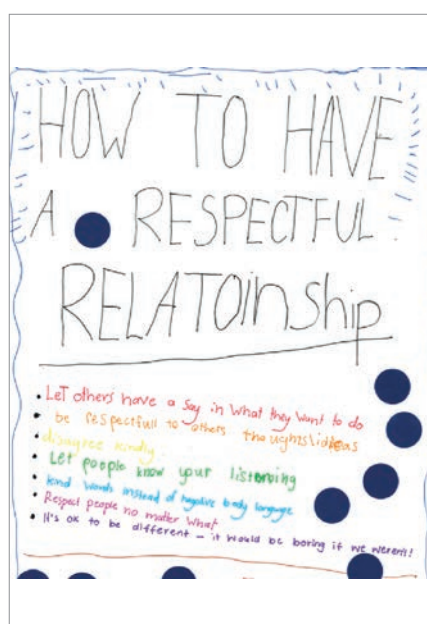 HOW TO HAVE
A RESPECTFUL
RELATOinship
• Let others have a say in what they want to do
• be respectfull to others thoughts/ideas
• disagree kindly
• Let people know your listening
• kind words instead of negative body language
• Respect people no matter what
• It's ok to be different - it would be boring if we weren't!